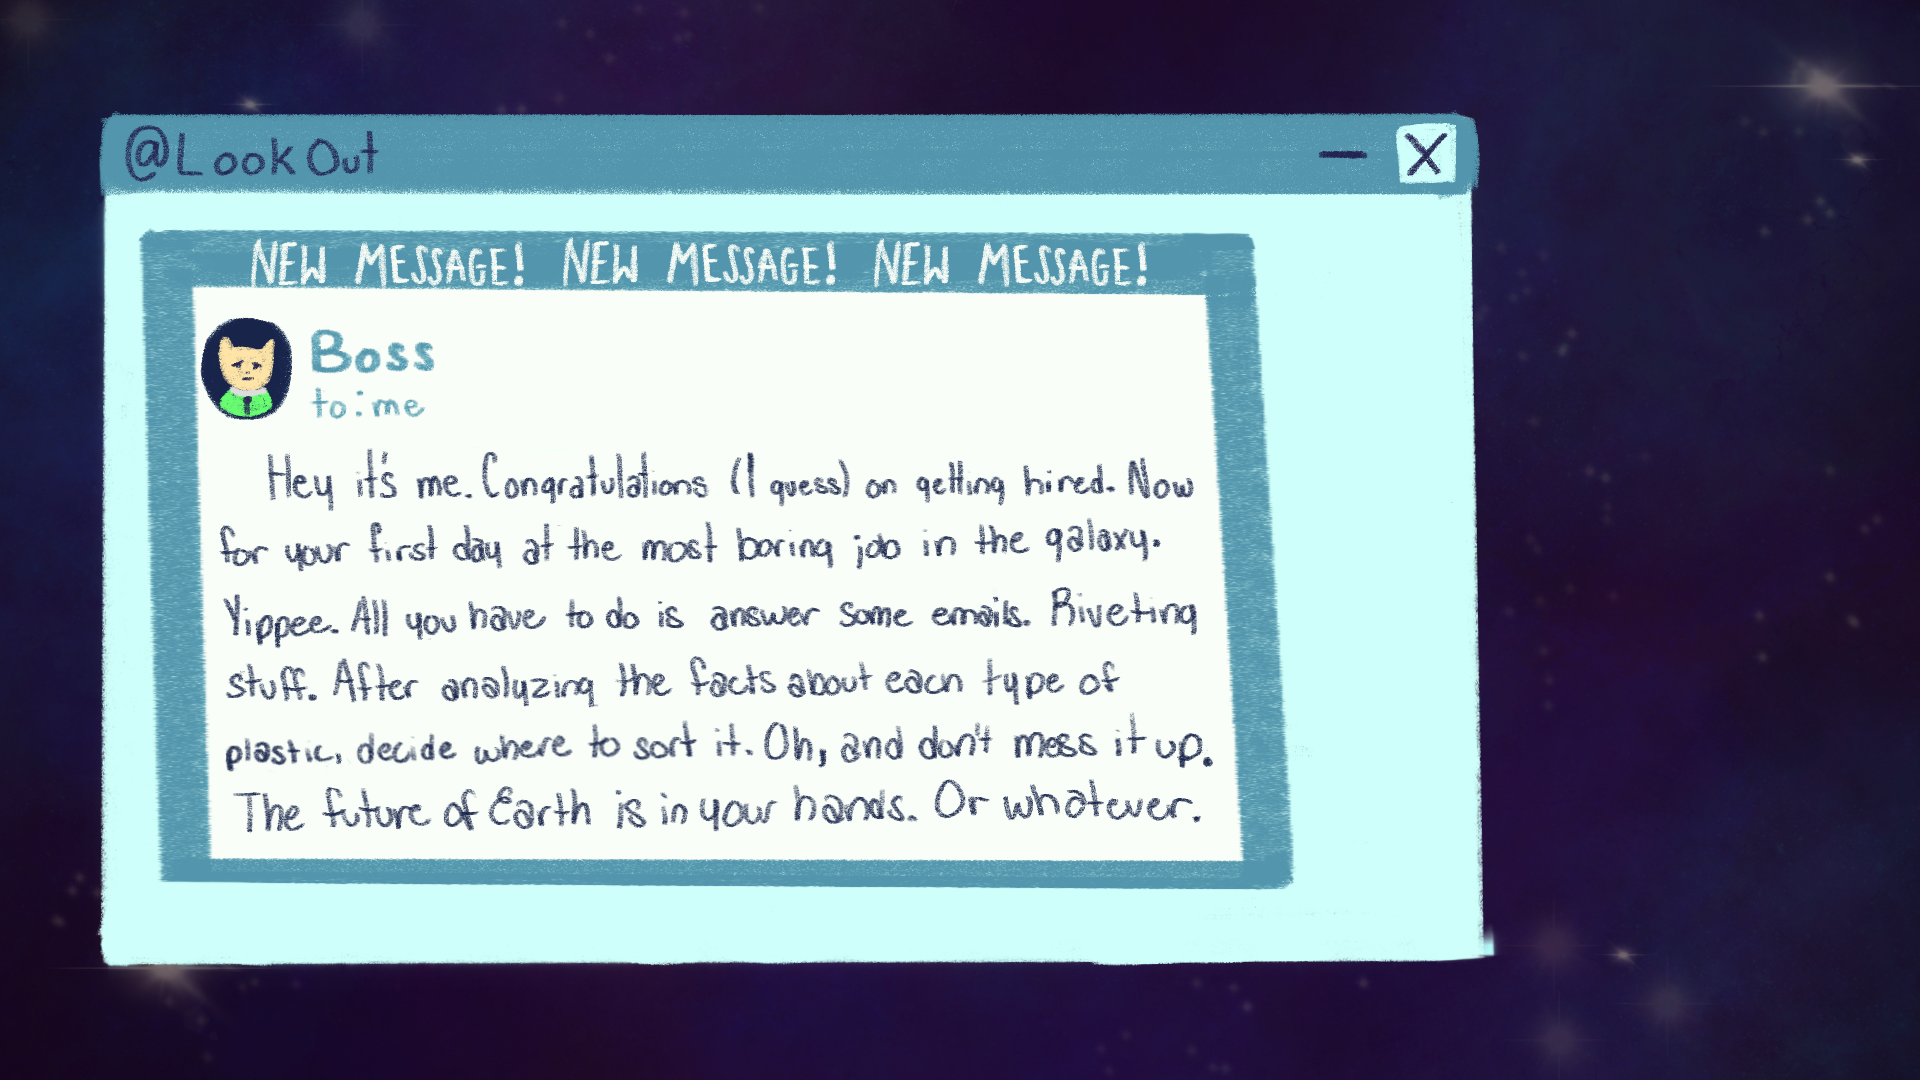 @LookOut
NEW MESSAGE! NEW MESSAGE! NEW MESSAGE!
Boss
to: me
Hey it's me. Congratulations (I guess) on getting hired. Now
for your first day at the most boring job in the galaxy.
Yippee. All you have to do is answer some emails. Riveting
stuff. After analyzing the facts about each type of
plastic, decide where to sort it. Oh, and don't mess it up.
The future of Earth is in your hands. Or whatever.